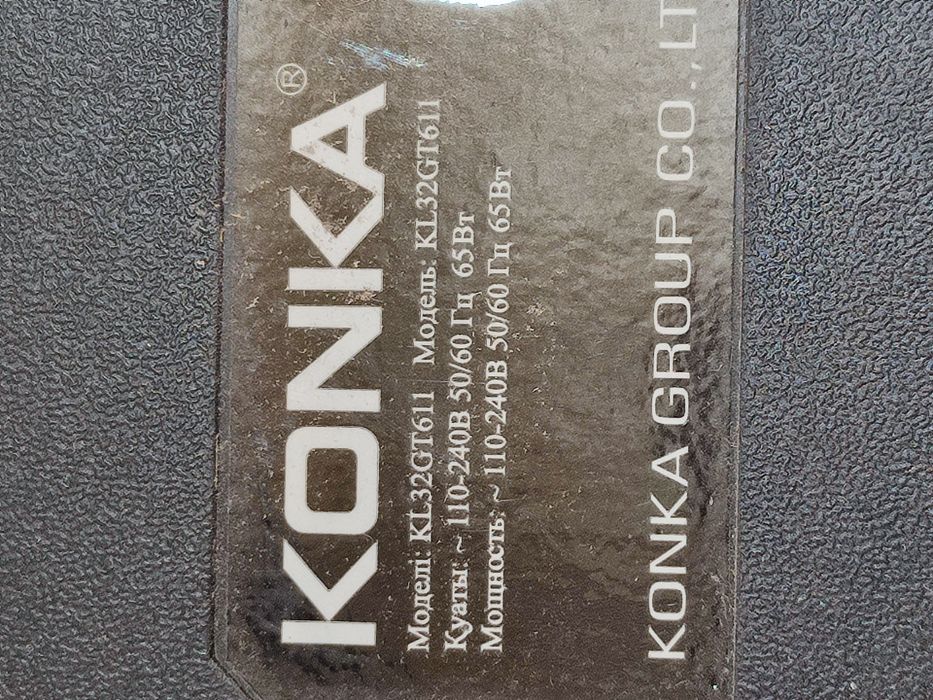 KONKA®
Моделі: KL32GT611 Модель: KL32GT611
Куаты: ~ 110-240В 50/60 Гц 65Вт
Мощность: ~ 110-240В 50/60 Гц 65Вт
KONKA GROUP CO., LT